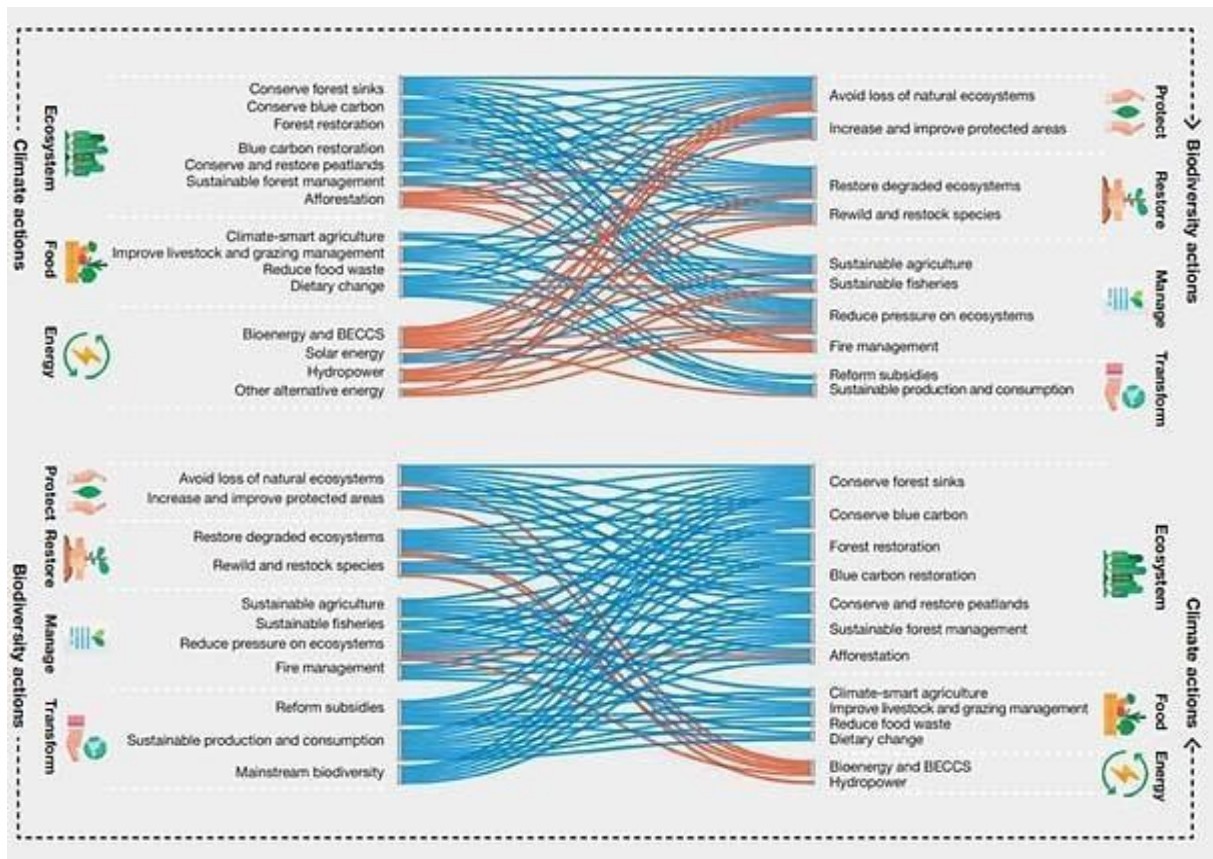 Climate actions
Ecosystem
Conserve forest sinks
Conserve blue carbon
Forest restoration
Blue carbon restoration
Conserve and restore peatlands
Sustainable forest management
Afforestation
Food
Climate-smart agriculture
Improve livestock and grazing management
Reduce food waste
Dietary change
Energy
Bioenergy and BECCS
Solar energy
Hydropower
Other alternative energy
Biodiversity actions
Protect
Avoid loss of natural ecosystems
Increase and improve protected areas
Restore
Restore degraded ecosystems
Rewild and restock species
Manage
Sustainable agriculture
Sustainable fisheries
Reduce pressure on ecosystems
Fire management
Transform
Reform subsidies
Sustainable production and consumption
Biodiversity actions
Protect
Avoid loss of natural ecosystems
Increase and improve protected areas
Restore
Restore degraded ecosystems
Rewild and restock species
Manage
Sustainable agriculture
Sustainable fisheries
Reduce pressure on ecosystems
Fire management
Transform
Reform subsidies
Sustainable production and consumption
Mainstream biodiversity
Climate actions
Ecosystem
Conserve forest sinks
Conserve blue carbon
Forest restoration
Blue carbon restoration
Conserve and restore peatlands
Sustainable forest management
Afforestation
Food
Climate-smart agriculture
Improve livestock and grazing management
Reduce food waste
Dietary change
Energy
Bioenergy and BECCS
Hydropower